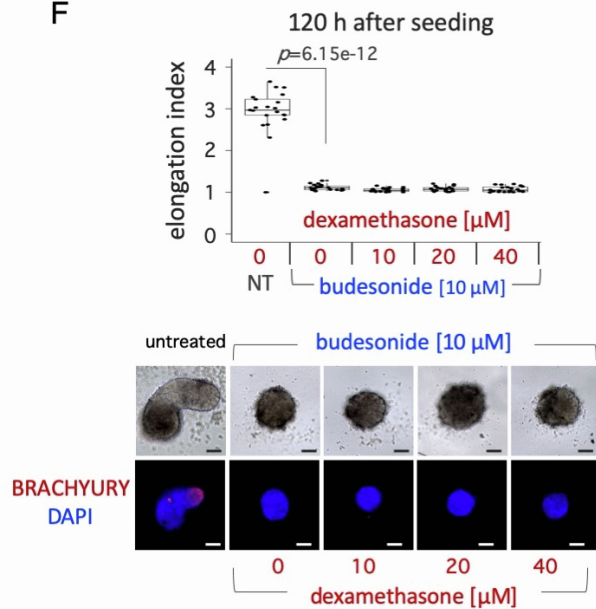 F
120 h after seeding
p=6.15e-12
elongation index
4
3
2
1
0
dexamethasone [µM]
0 0 10 20 40
NT budesonide [10 µM]
untreated budesonide [10 µM]
BRACHYURY
DAPI
0 10 20 40
dexamethasone [µM]